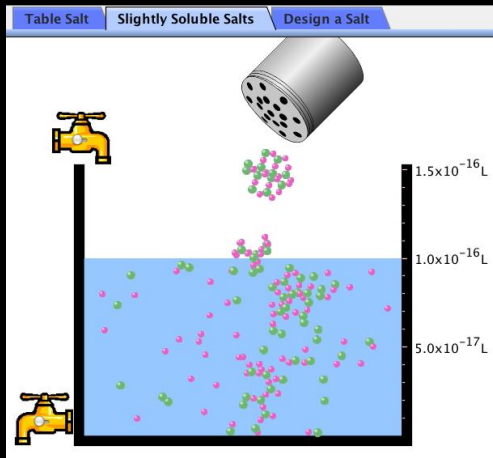 Table Salt
Slightly Soluble Salts
Design a Salt
1.5x10⁻¹⁶L
1.0x10⁻¹⁶L
5.0x10⁻¹⁷L